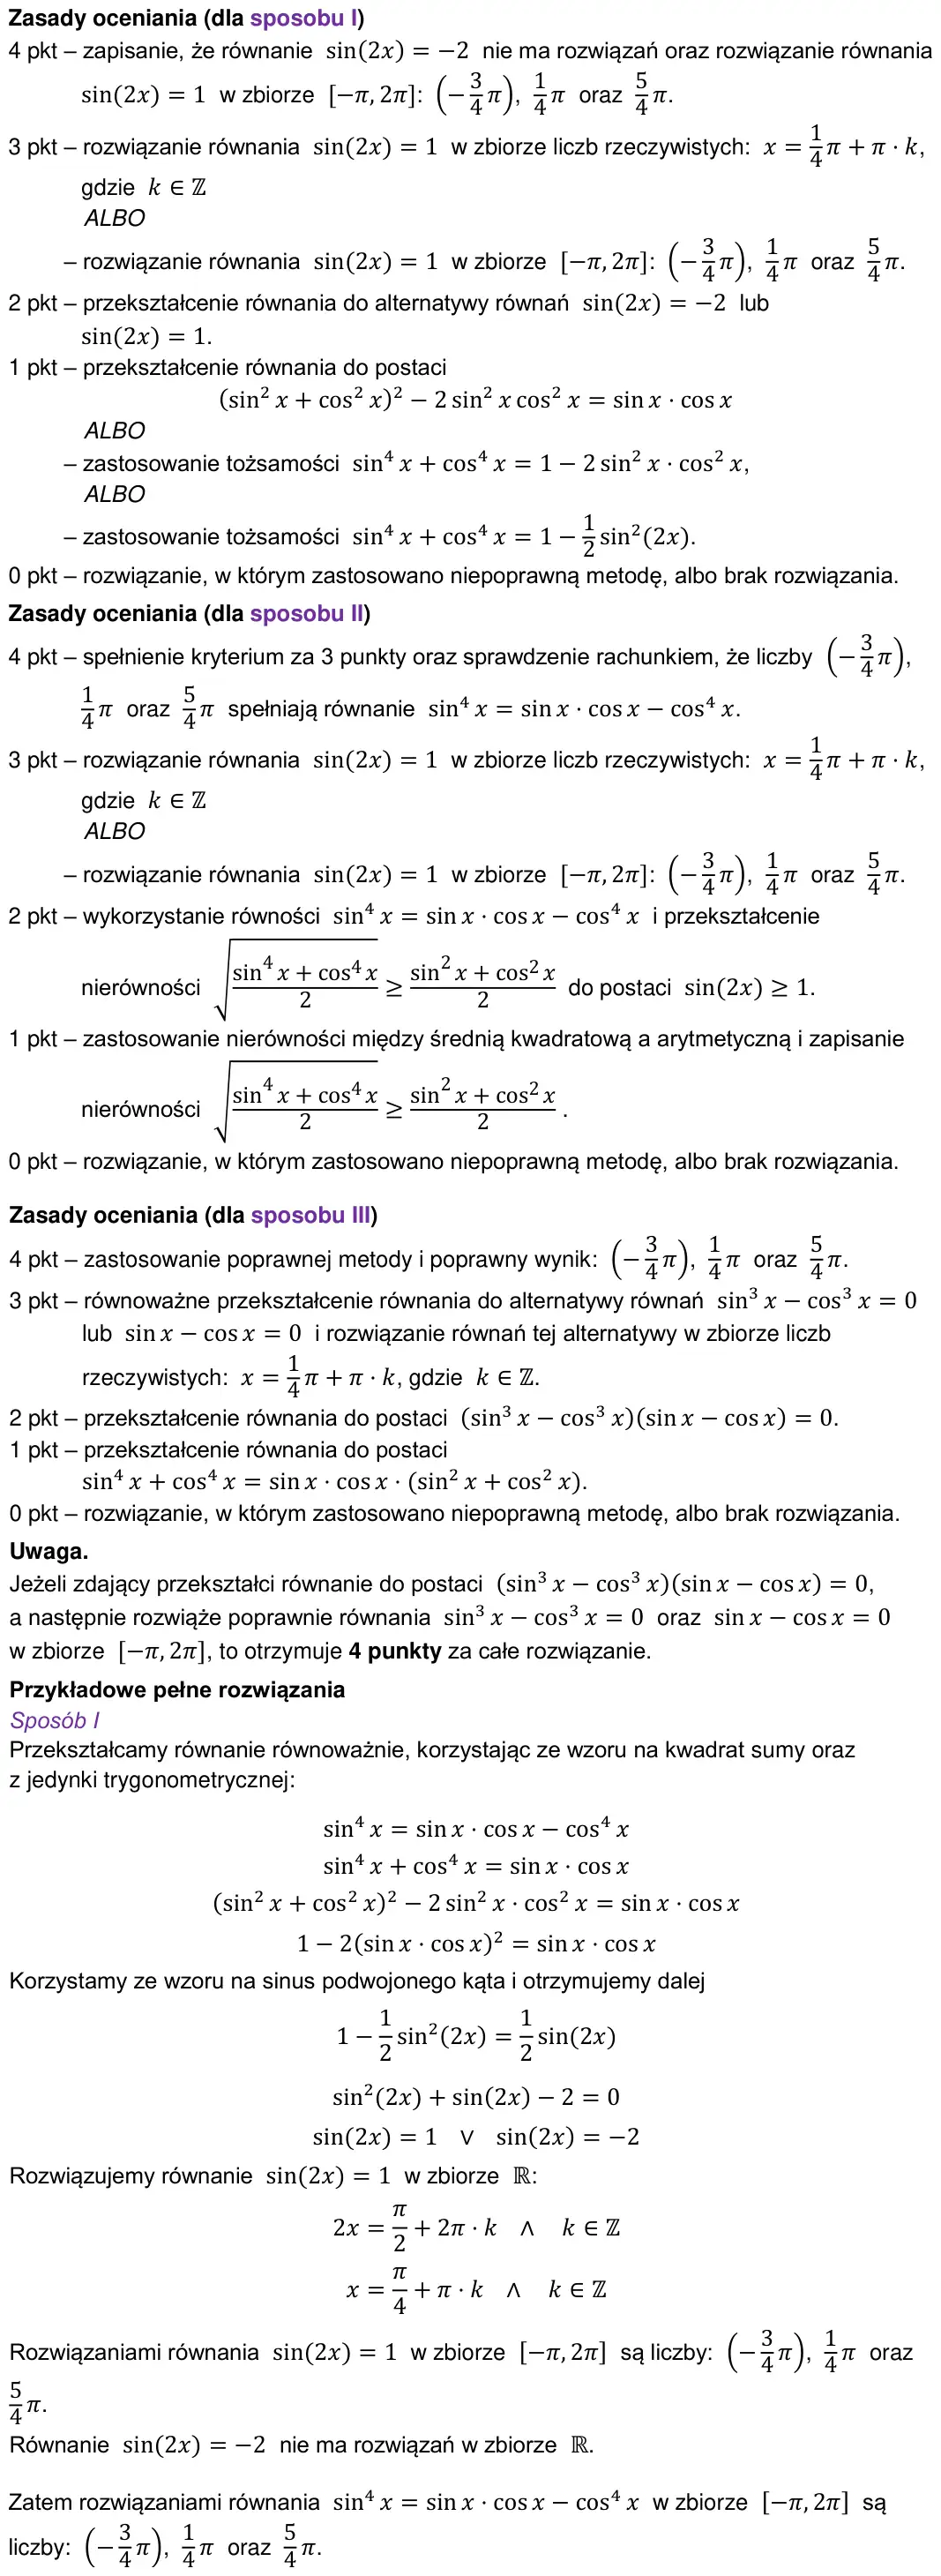 Zasady oceniania (dla sposobu I)
4 pkt – zapisanie, że równanie sin(2x) = −2 nie ma rozwiązań oraz rozwiązanie równania
sin(2x) = 1 w zbiorze [−π, 2π]: (−3/4 π), 1/4 π oraz 5/4 π.
3 pkt – rozwiązanie równania sin(2x) = 1 w zbiorze liczb rzeczywistych: x = 1/4 π + π · k,
gdzie k ∈ ℤ
ALBO
– rozwiązanie równania sin(2x) = 1 w zbiorze [−π, 2π]: (−3/4 π), 1/4 π oraz 5/4 π.
2 pkt – przekształcenie równania do alternatywy równań sin(2x) = −2 lub
sin(2x) = 1.
1 pkt – przekształcenie równania do postaci
(sin² x + cos² x)² − 2 sin² x cos² x = sin x · cos x
ALBO
– zastosowanie tożsamości sin⁴ x + cos⁴ x = 1 − 2 sin² x · cos² x,
ALBO
– zastosowanie tożsamości sin⁴ x + cos⁴ x = 1 − 1/2 sin²(2x).
0 pkt – rozwiązanie, w którym zastosowano niepoprawną metodę, albo brak rozwiązania.
Zasady oceniania (dla sposobu II)
4 pkt – spełnienie kryterium za 3 punkty oraz sprawdzenie rachunkiem, że liczby (−3/4 π),
1/4 π oraz 5/4 π spełniają równanie sin⁴ x = sin x · cos x − cos⁴ x.
3 pkt – rozwiązanie równania sin(2x) = 1 w zbiorze liczb rzeczywistych: x = 1/4 π + π · k,
gdzie k ∈ ℤ
ALBO
– rozwiązanie równania sin(2x) = 1 w zbiorze [−π, 2π]: (−3/4 π), 1/4 π oraz 5/4 π.
2 pkt – wykorzystanie równości sin⁴ x = sin x · cos x − cos⁴ x i przekształcenie
nierówności √((sin⁴ x + cos⁴ x)/2) ≥ (sin² x + cos² x)/2 do postaci sin(2x) ≥ 1.
1 pkt – zastosowanie nierówności między średnią kwadratową a arytmetyczną i zapisanie
nierówności √((sin⁴ x + cos⁴ x)/2) ≥ (sin² x + cos² x)/2 .
0 pkt – rozwiązanie, w którym zastosowano niepoprawną metodę, albo brak rozwiązania.
Zasady oceniania (dla sposobu III)
4 pkt – zastosowanie poprawnej metody i poprawny wynik: (−3/4 π), 1/4 π oraz 5/4 π.
3 pkt – równoważne przekształcenie równania do alternatywy równań sin³ x − cos³ x = 0
lub sin x − cos x = 0 i rozwiązanie równań tej alternatywy w zbiorze liczb
rzeczywistych: x = 1/4 π + π · k, gdzie k ∈ ℤ.
2 pkt – przekształcenie równania do postaci (sin³ x − cos³ x)(sin x − cos x) = 0.
1 pkt – przekształcenie równania do postaci
sin⁴ x + cos⁴ x = sin x · cos x · (sin² x + cos² x).
0 pkt – rozwiązanie, w którym zastosowano niepoprawną metodę, albo brak rozwiązania.
Uwaga.
Jeżeli zdający przekształci równanie do postaci (sin³ x − cos³ x)(sin x − cos x) = 0,
a następnie rozwiąże poprawnie równania sin³ x − cos³ x = 0 oraz sin x − cos x = 0
w zbiorze [−π, 2π], to otrzymuje 4 punkty za całe rozwiązanie.
Przykładowe pełne rozwiązania
Sposób I
Przekształcamy równanie równoważnie, korzystając ze wzoru na kwadrat sumy oraz
z jedynki trygonometrycznej:
sin⁴ x = sin x · cos x − cos⁴ x
sin⁴ x + cos⁴ x = sin x · cos x
(sin² x + cos² x)² − 2 sin² x · cos² x = sin x · cos x
1 − 2(sin x · cos x)² = sin x · cos x
Korzystamy ze wzoru na sinus podwojonego kąta i otrzymujemy dalej
1 − 1/2 sin²(2x) = 1/2 sin(2x)
sin²(2x) + sin(2x) − 2 = 0
sin(2x) = 1 ∨ sin(2x) = −2
Rozwiązujemy równanie sin(2x) = 1 w zbiorze ℝ:
2x = π/2 + 2π · k ∧ k ∈ ℤ
x = π/4 + π · k ∧ k ∈ ℤ
Rozwiązaniami równania sin(2x) = 1 w zbiorze [−π, 2π] są liczby: (−3/4 π), 1/4 π oraz
5/4 π.
Równanie sin(2x) = −2 nie ma rozwiązań w zbiorze ℝ.
Zatem rozwiązaniami równania sin⁴ x = sin x · cos x − cos⁴ x w zbiorze [−π, 2π] są
liczby: (−3/4 π), 1/4 π oraz 5/4 π.